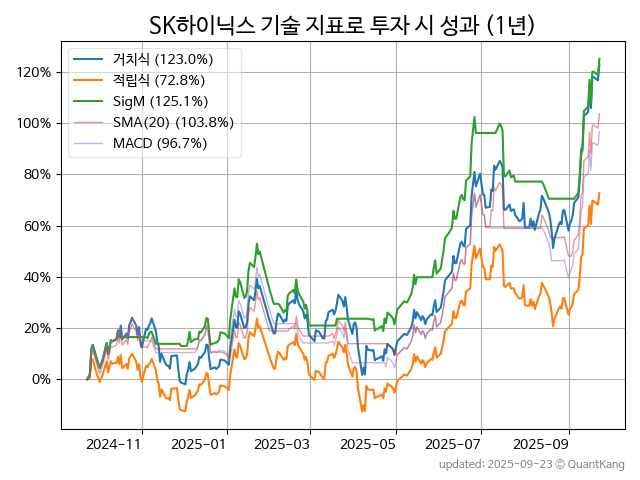 SK하이닉스 기술 지표로 투자 시 성과 (1년)
거치식 (123.0%)
적립식 (72.8%)
SigM (125.1%)
SMA(20) (103.8%)
MACD (96.7%)
120%
100%
80%
60%
40%
20%
0%
2024-11 2025-01 2025-03 2025-05 2025-07 2025-09
updated: 2025-09-23 © QuantKang